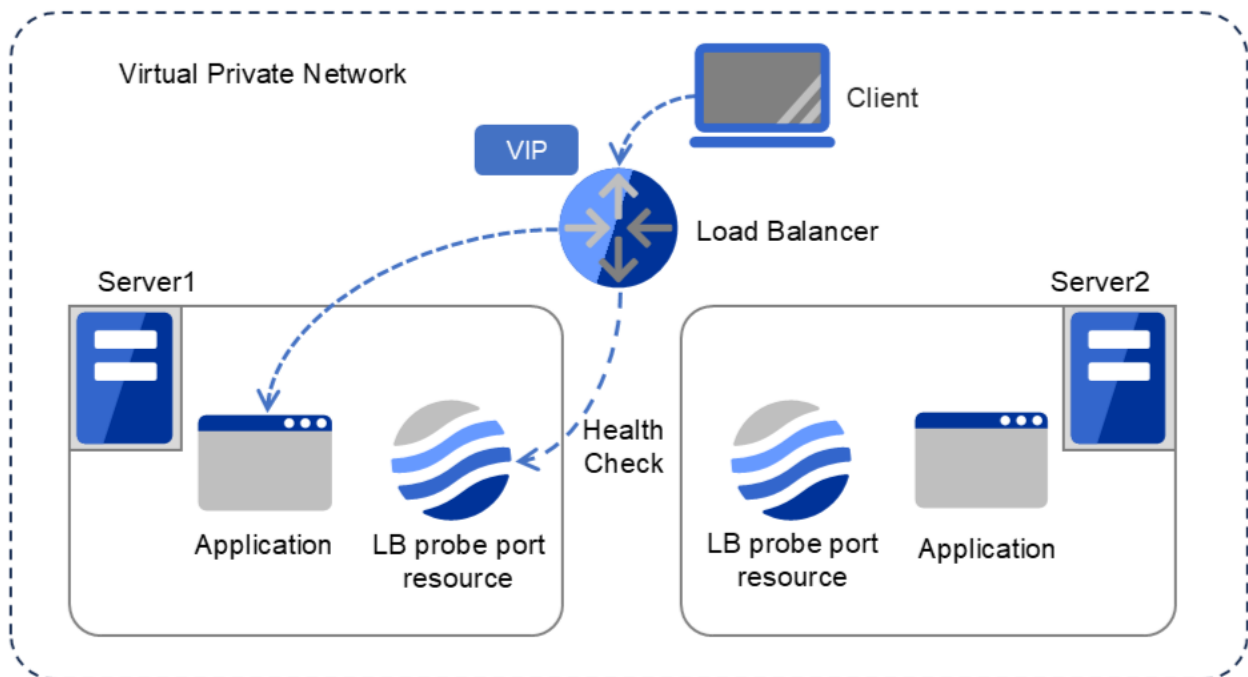 Virtual Private Network
Client
VIP
Load Balancer
Server1
Server2
Health
Check
Application
LB probe port
resource
LB probe port
resource
Application